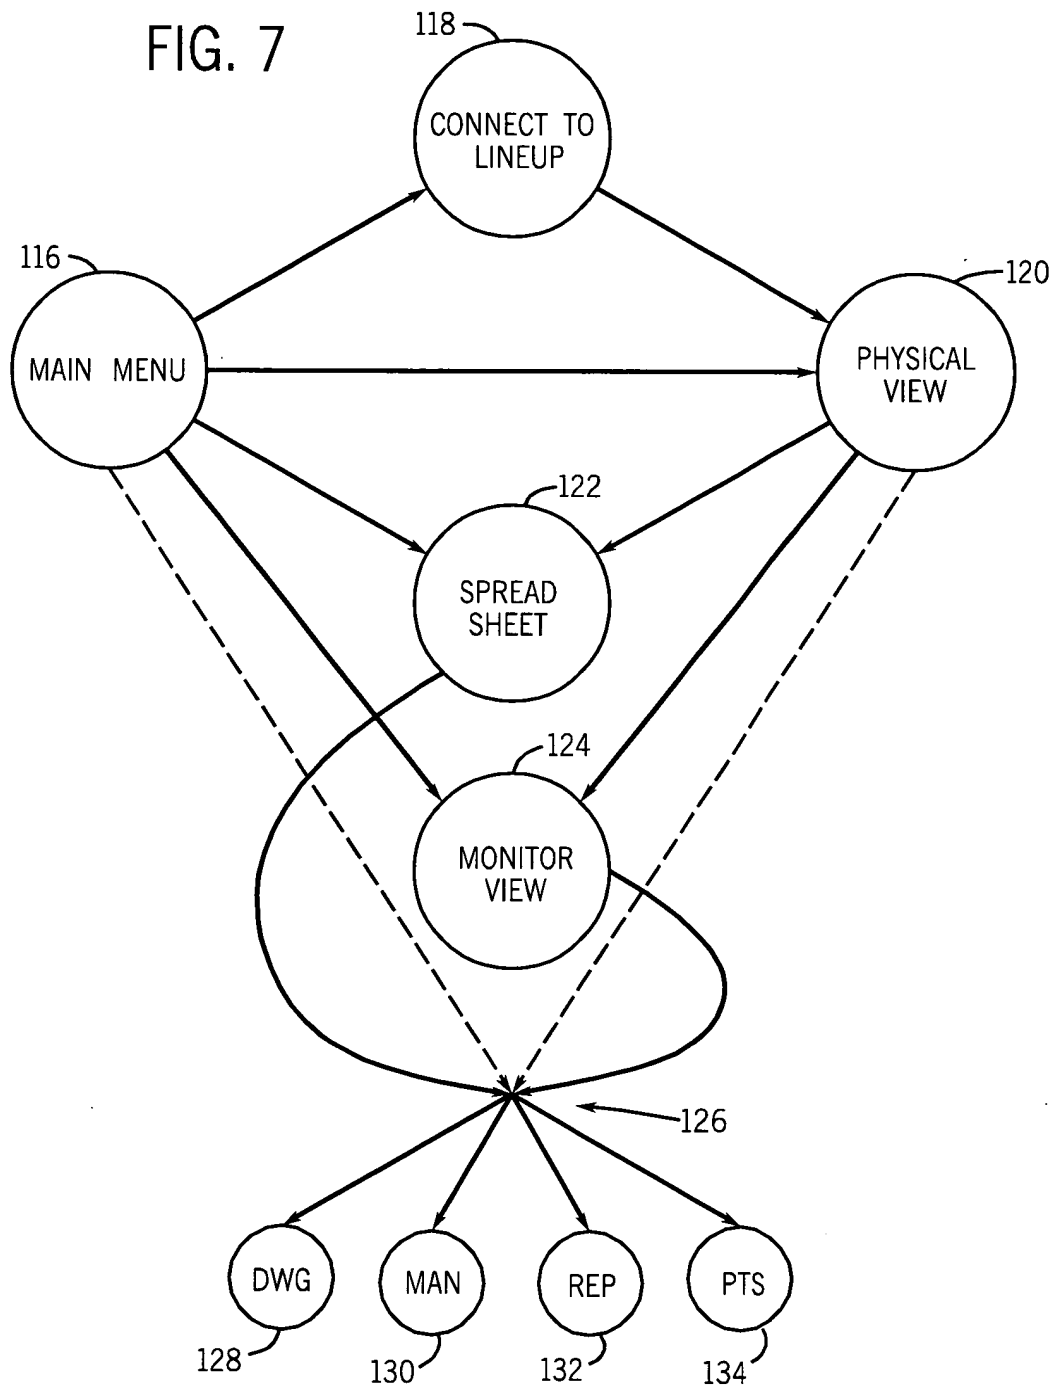 FIG. 7
118
CONNECT TO
LINEUP
116
MAIN MENU
120
PHYSICAL
VIEW
122
SPREAD
SHEET
124
MONITOR
VIEW
126
DWG
MAN
REP
PTS
128
130
132
134